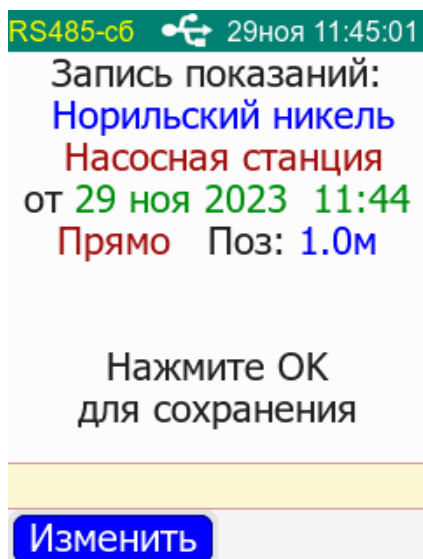 RS485-сб 29ноя 11:45:01
Запись показаний:
Норильский никель
Насосная станция
от 29 ноя 2023 11:44
Прямо Поз: 1.0м
Нажмите OK
для сохранения
Изменить